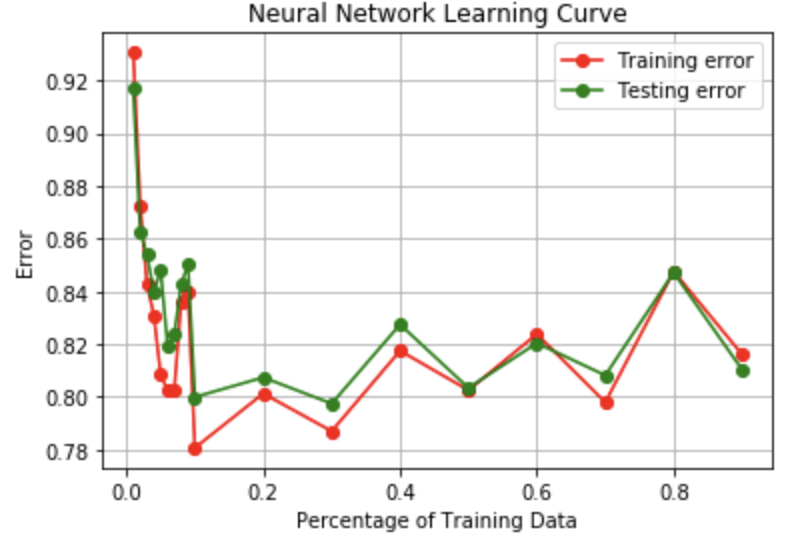 Neural Network Learning Curve
Training error
Testing error
0.92
0.90
0.88
0.86
0.84
0.82
0.80
0.78
Error
0.0 0.2 0.4 0.6 0.8
Percentage of Training Data